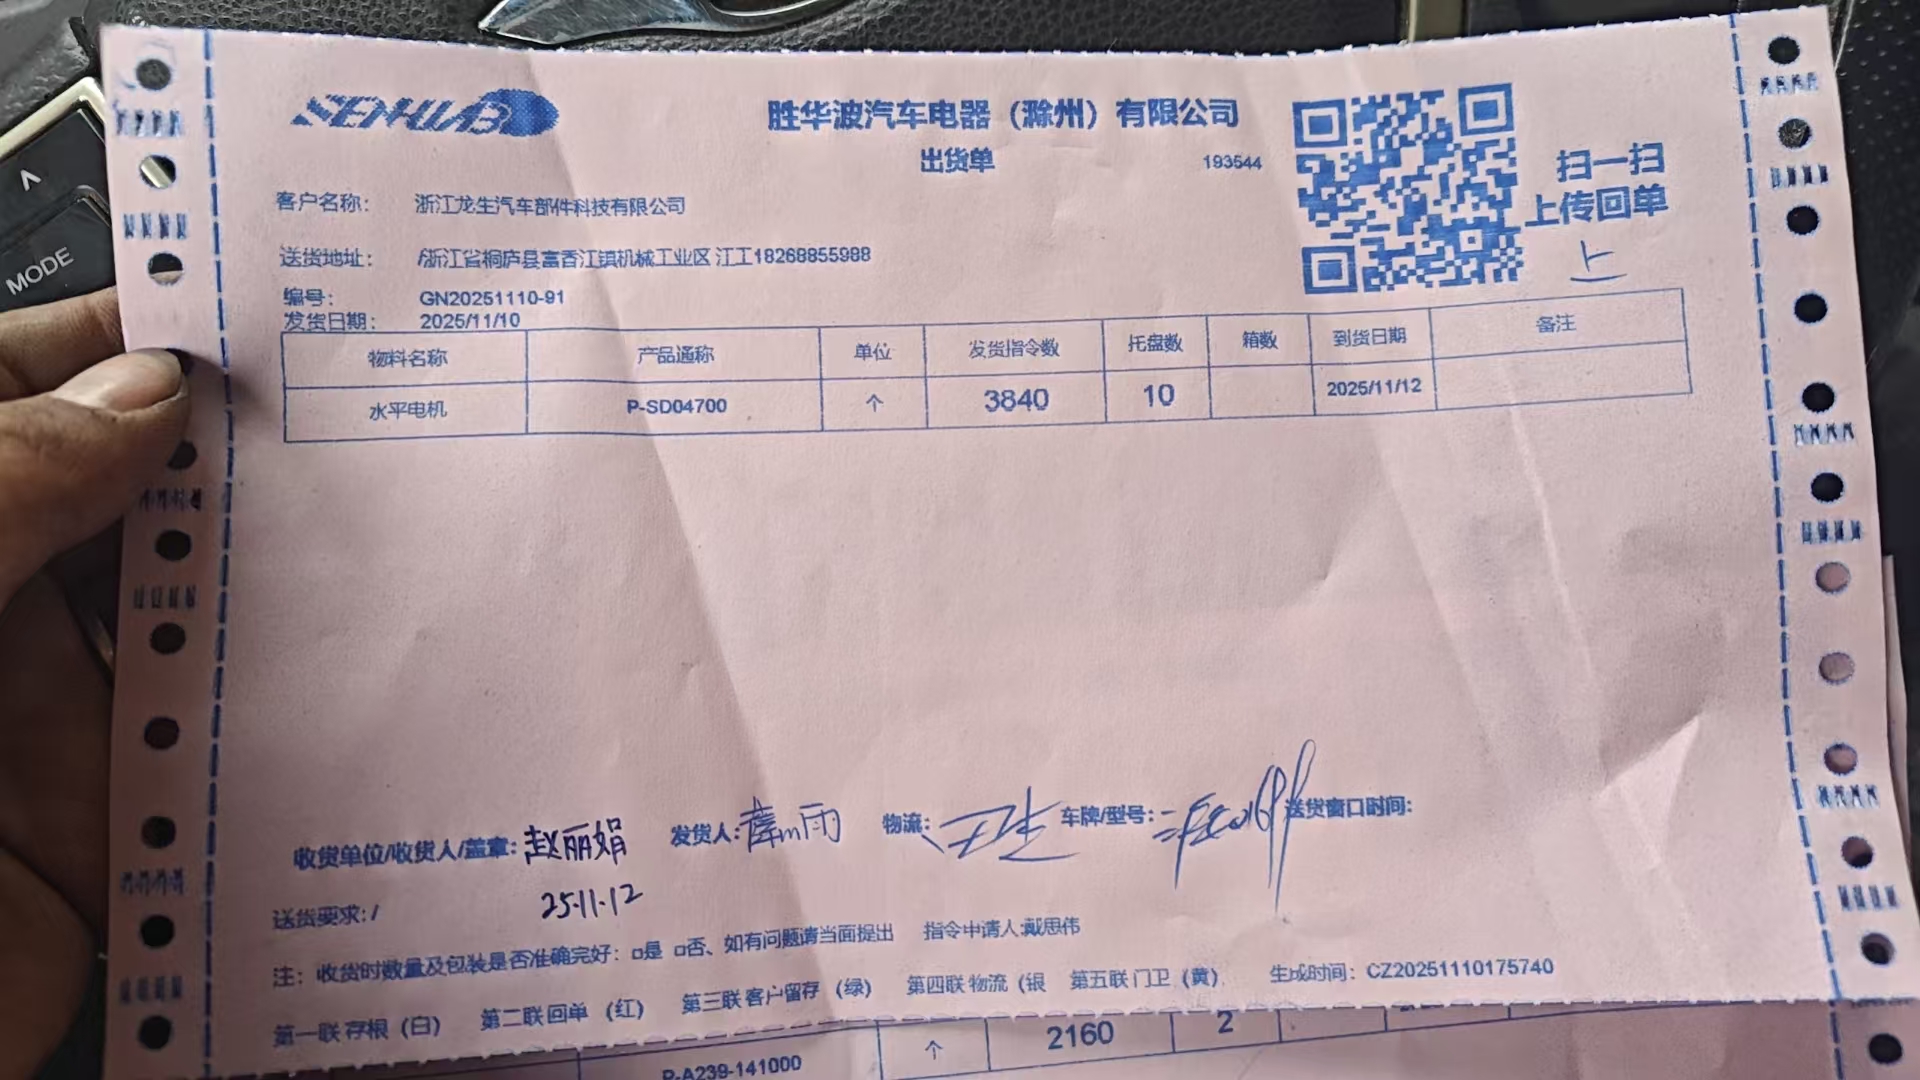 SENHUAB
胜华波汽车电器（滁州）有限公司
出货单
193544
扫一扫
上传回单
上
客户名称： 浙江龙生汽车部件科技有限公司
送货地址： /浙江省桐庐县富春江镇机械工业区 江工18268855988
编号： GN20251110-91
发货日期： 2025/11/10
物料名称 产品通称 单位 发货指令数 托盘数 箱数 到货日期 备注
水平电机 P-SD04700 个 3840 10 2025/11/12
收货单位/收货人/盖章：赵丽娟 发货人： 物流： 车牌/型号： 送货窗口时间：
25.11.12
送货要求：/
注： 收货时数量及包装是否准确完好：□是 □否、如有问题请当面提出 指令申请人:戴思伟
第一联存根（白） 第二联回单（红） 第三联客户留存（绿） 第四联物流（银 第五联门卫（黄） 生成时间：CZ20251110175740
P-A239-141000 个 2160 2
MODE